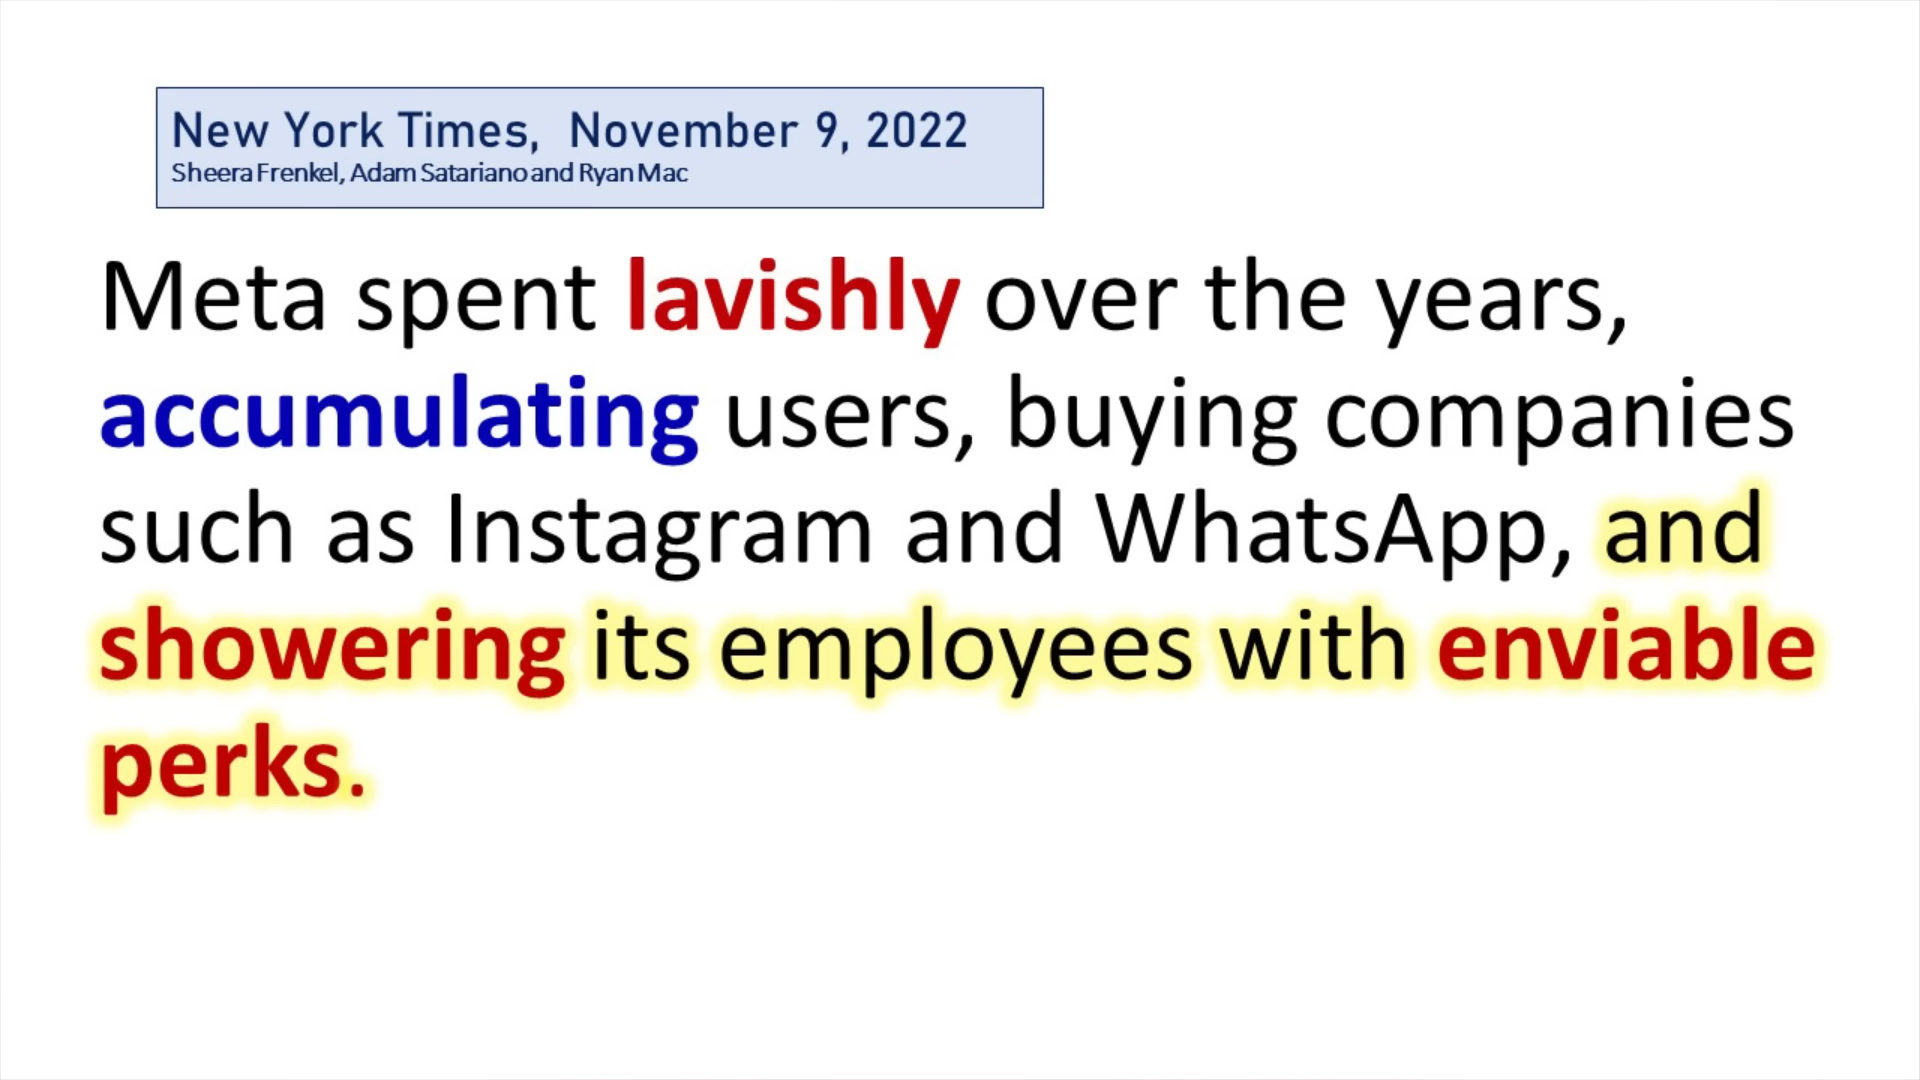 New York Times, November 9, 2022
Sheera Frenkel, Adam Satariano and Ryan Mac
Meta spent lavishly over the years,
accumulating users, buying companies
such as Instagram and WhatsApp, and
showering its employees with enviable
perks.